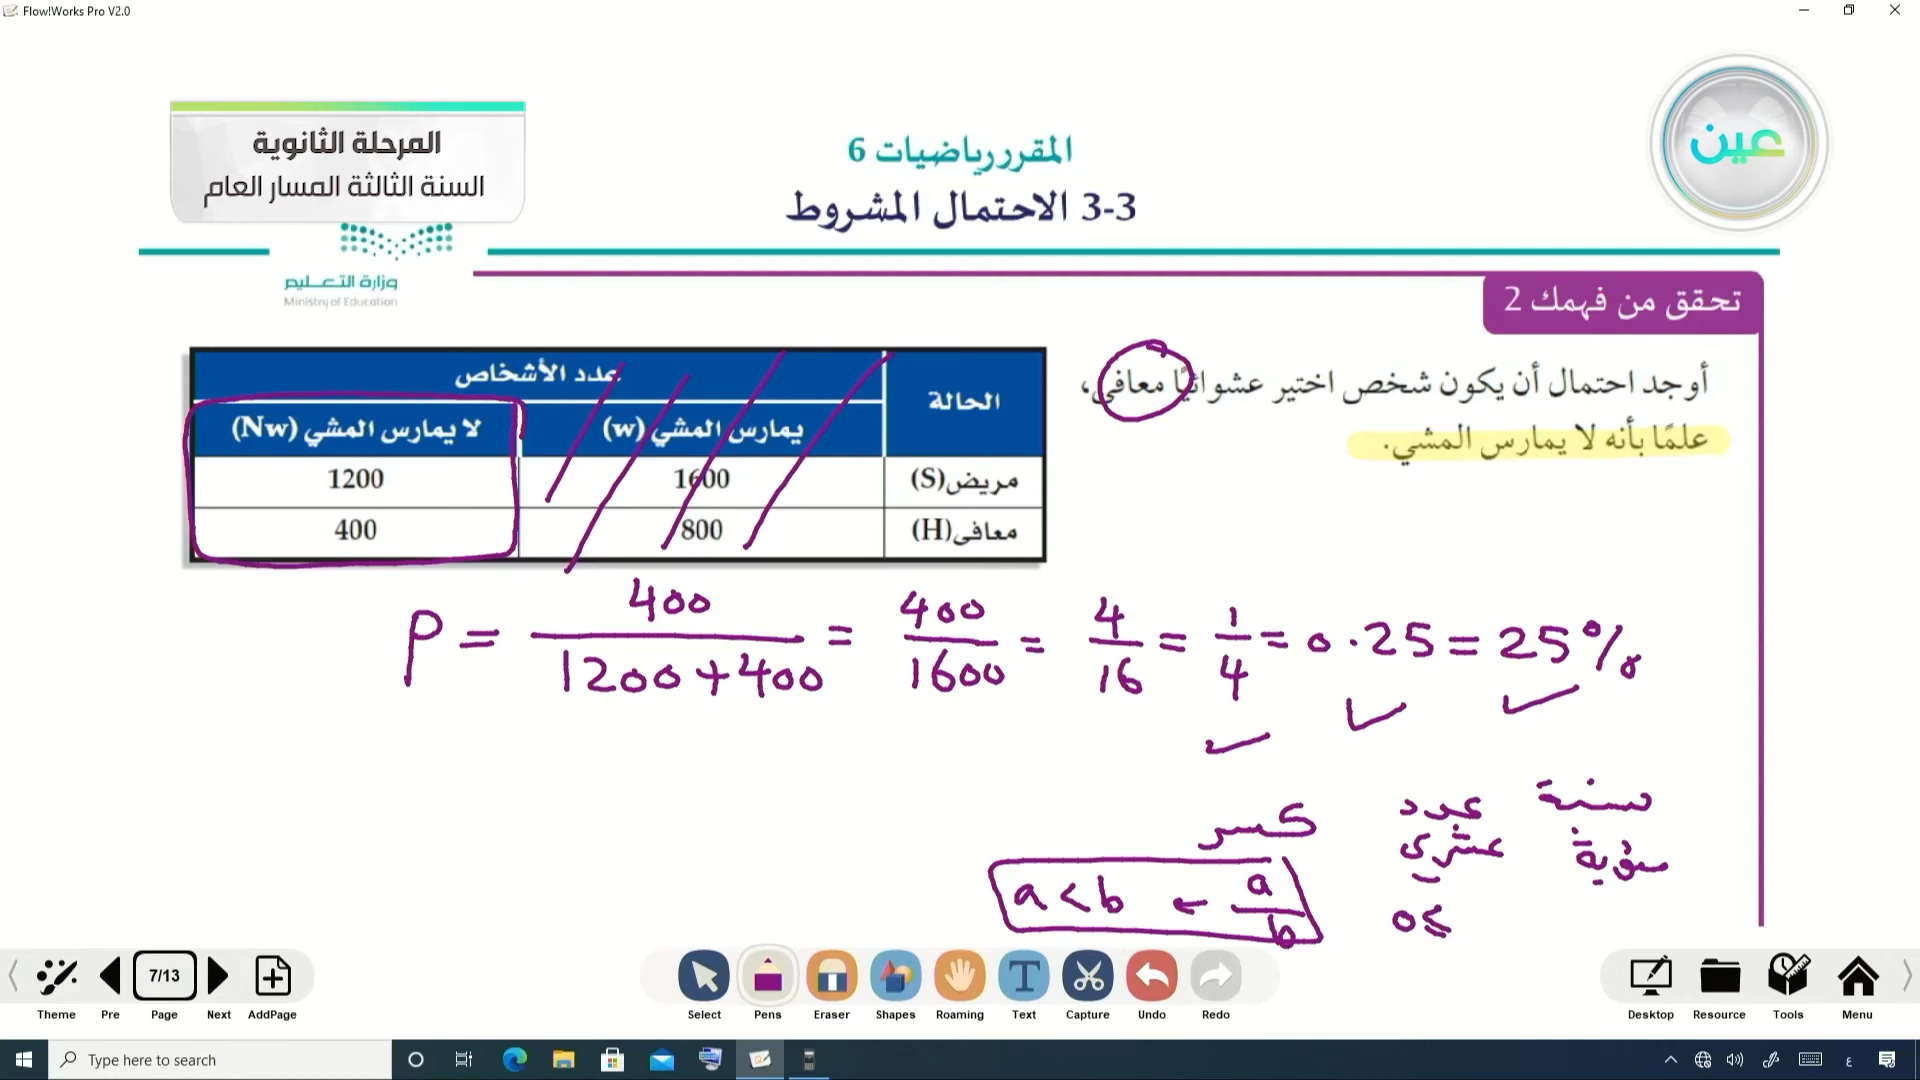 Flow!Works Pro V2.0
المرحلة الثانوية
السنة الثالثة المسار العام
المقرر رياضيات 6
3-3 الاحتمال المشروط
عين
وزارة التعليم
Ministry of Education
تحقق من فهمك 2
أوجد احتمال أن يكون شخص اختير عشوائيًا معافى،
علمًا بأنه لا يمارس المشي.
الحالة عدد الأشخاص
يمارس المشي (w) لا يمارس المشي (Nw)
مريض(S) 1600 1200
معافى(H) 800 400
P = 400/(1200+400) = 400/1600 = 4/16 = 1/4 = 0.25 = 25%
كسر
عدد
عشري
نسبة
مئوية
a<b ← a/b
0≤
7/13
Theme Pre Page Next AddPage
Select Pens Eraser Shapes Roaming Text Capture Undo Redo
Desktop Resource Tools Menu
Type here to search
ع